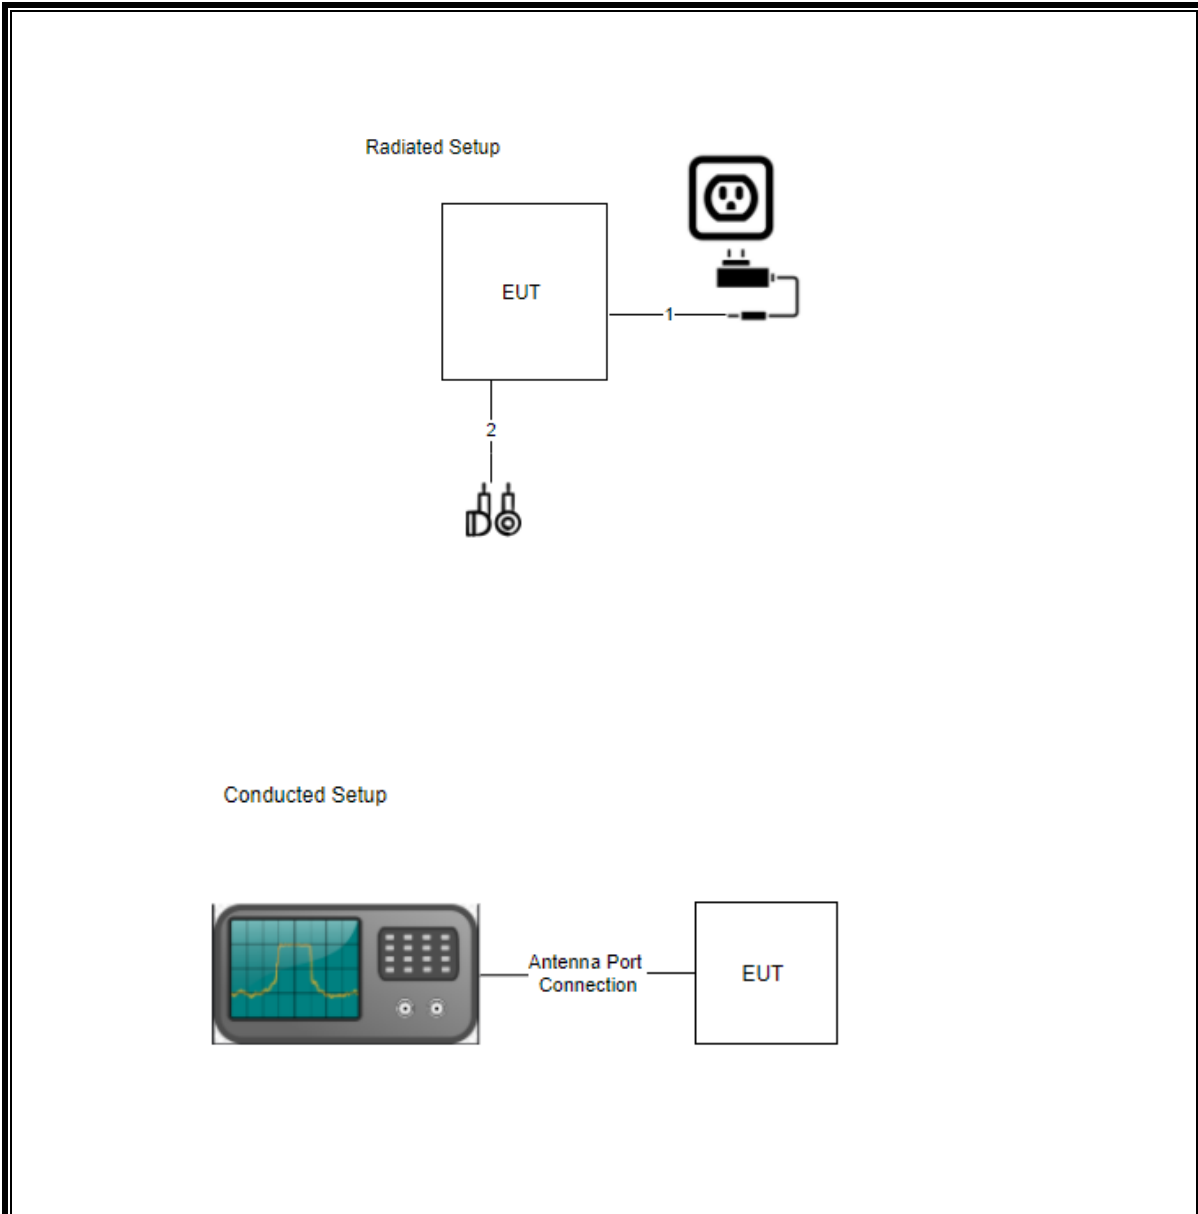 Radiated Setup
EUT
1
2
Conducted Setup
Antenna Port
Connection
EUT